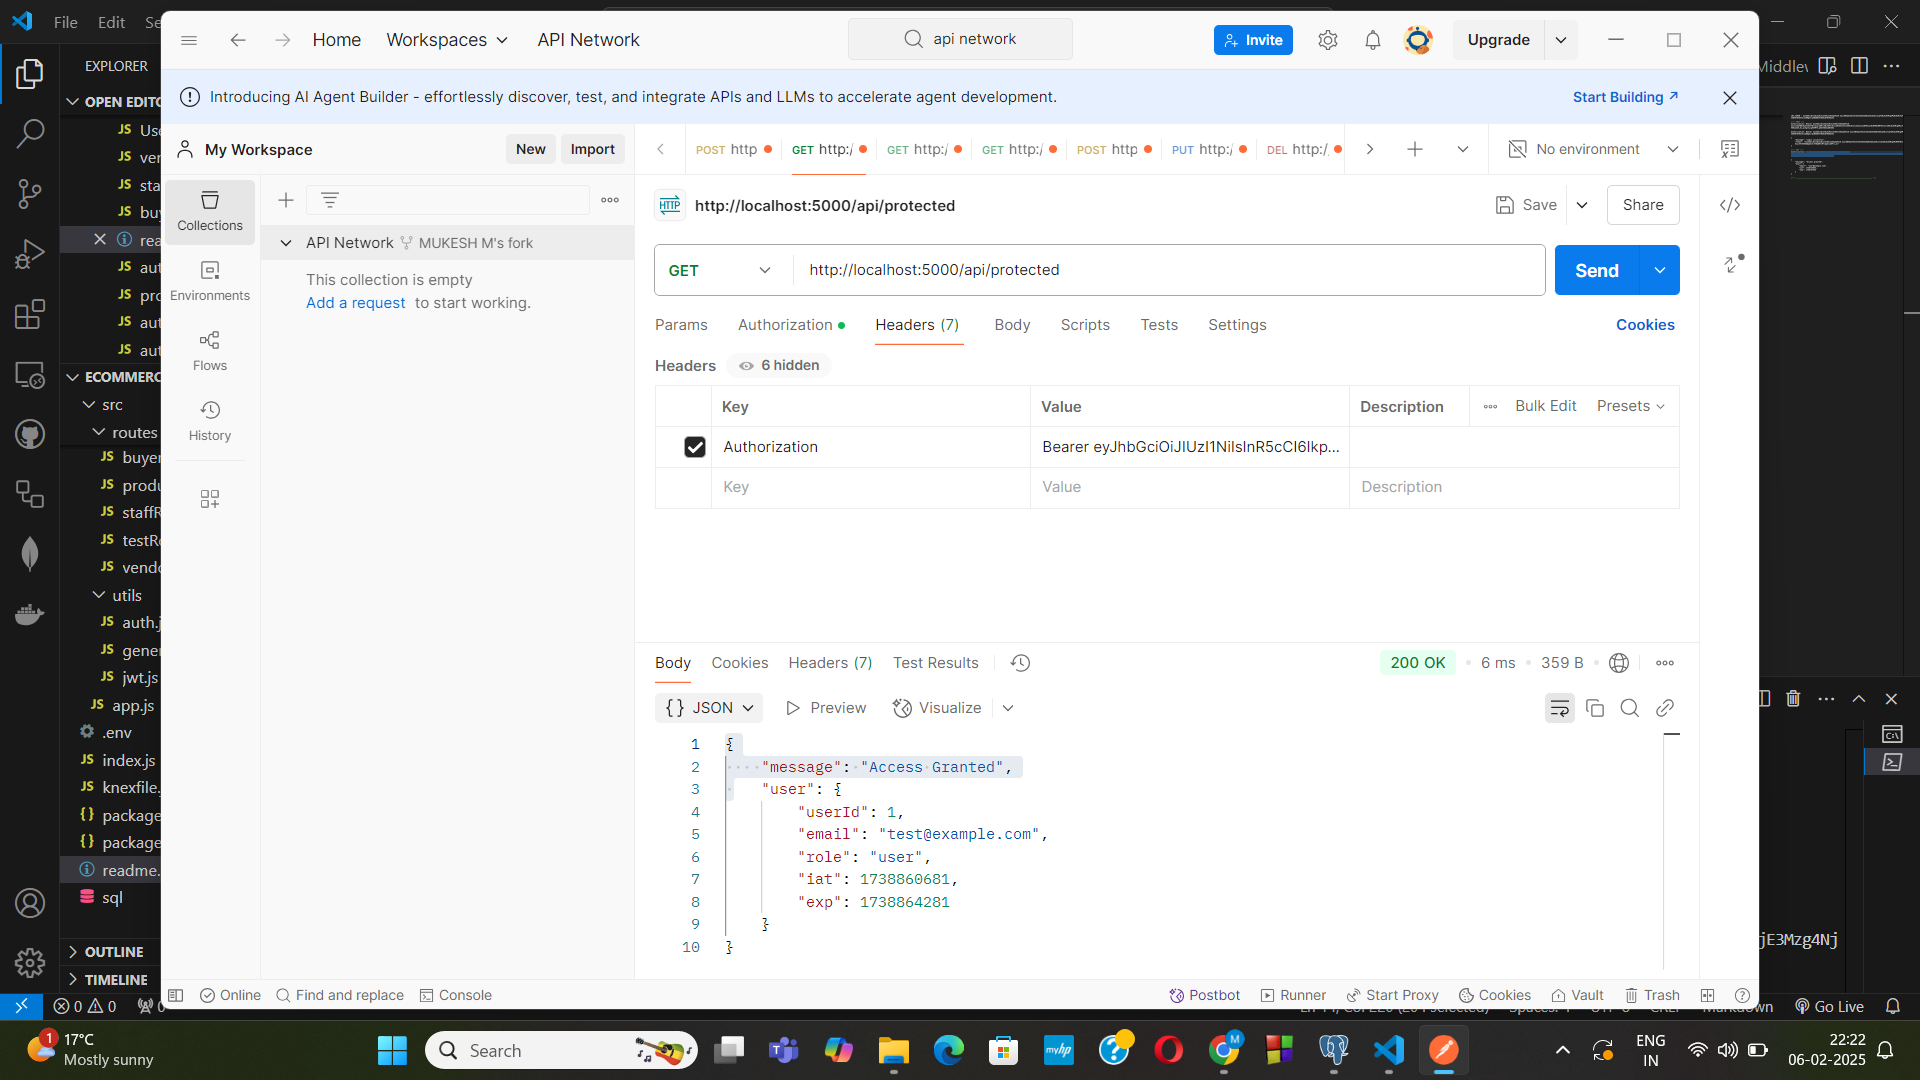 File Edit Se
Home Workspaces API Network api network Invite Upgrade
Middlew
EXPLORER
Introducing AI Agent Builder - effortlessly discover, test, and integrate APIs and LLMs to accelerate agent development. Start Building
OPEN EDITO
JS Use
JS ver
JS sta
JS buy
rea
JS aut
JS pro
JS aut
JS aut
ECOMMERC
src
routes
JS buyer
JS produ
JS staffR
JS testRo
JS vendo
utils
JS auth.j
JS gener
JS jwt.js
JS app.js
.env
JS index.js
JS knexfile.
{} package
{} package
readme.
sql
OUTLINE
TIMELINE
My Workspace New Import
POST http GET http:/ GET http:/ GET http:/ POST http PUT http:/ DEL http:/
No environment
Collections
Environments
Flows
History
API Network MUKESH M's fork
This collection is empty
Add a request to start working.
HTTP http://localhost:5000/api/protected Save Share
GET http://localhost:5000/api/protected Send
Params Authorization Headers (7) Body Scripts Tests Settings Cookies
Headers 6 hidden
Key Value Description Bulk Edit Presets
Authorization Bearer eyJhbGciOiJIUzI1NiIsInR5cCI6Ikp...
Key Value Description
Body Cookies Headers (7) Test Results 200 OK 6 ms 359 B
{} JSON Preview Visualize
1 {
2 "message": "Access Granted",
3 "user": {
4 "userId": 1,
5 "email": "test@example.com",
6 "role": "user",
7 "iat": 1738860681,
8 "exp": 1738864281
9 }
10 }
jE3Mzg4Nj
Online Find and replace Console Postbot Runner Start Proxy Cookies Vault Trash
0 0 Go Live
1 17°C
Mostly sunny
Search
myhp
M
ENG
IN
22:22
06-02-2025